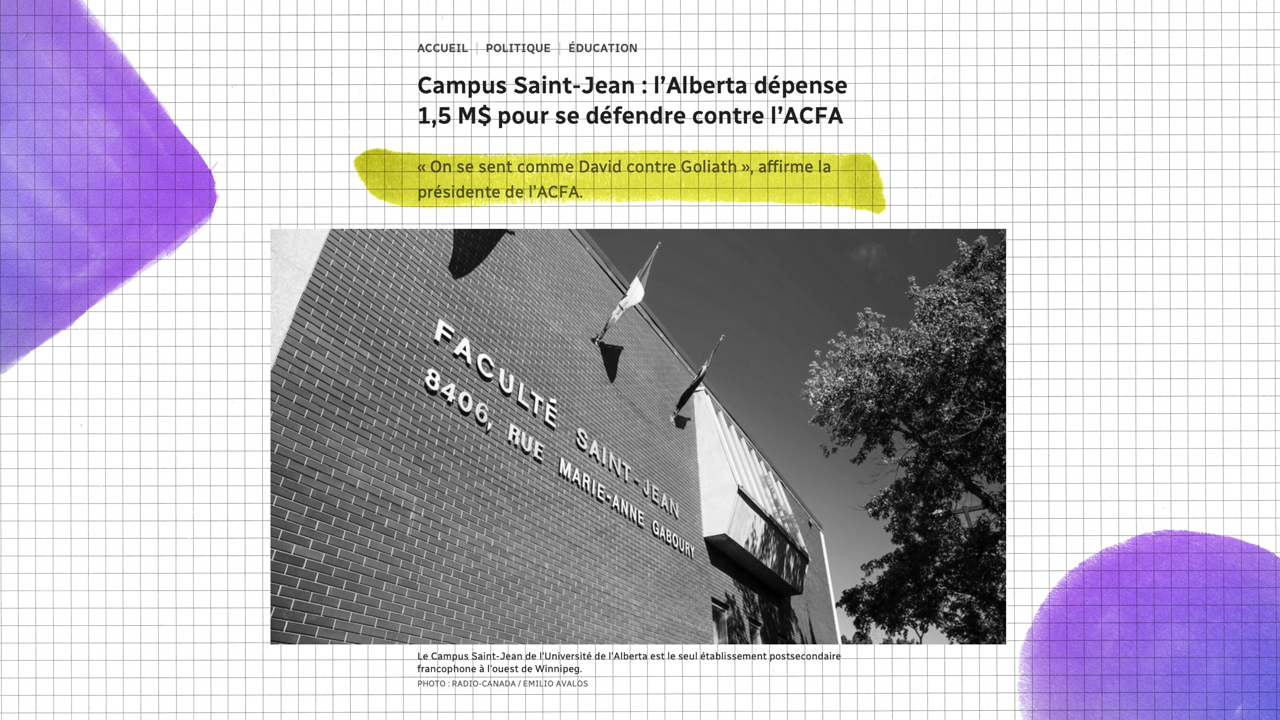 ACCUEIL | POLITIQUE | ÉDUCATION
Campus Saint-Jean : l'Alberta dépense
1,5 M$ pour se défendre contre l'ACFA
« On se sent comme David contre Goliath », affirme la
présidente de l'ACFA.
FACULTÉ SAINT-JEAN
8406, RUE MARIE-ANNE GABOURY
Le Campus Saint-Jean de l'Université de l'Alberta est le seul établissement postsecondaire
francophone à l'ouest de Winnipeg.
PHOTO : RADIO-CANADA / EMILIO AVALOS